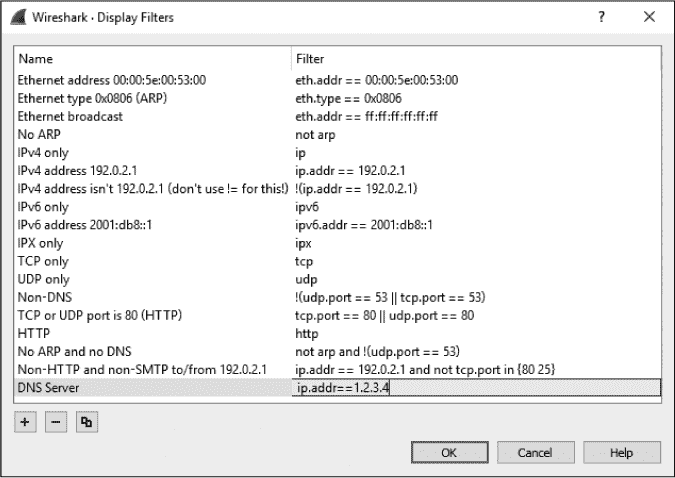 Wireshark · Display Filters
Name Filter
Ethernet address 00:00:5e:00:53:00 eth.addr == 00:00:5e:00:53:00
Ethernet type 0x0806 (ARP) eth.type == 0x0806
Ethernet broadcast eth.addr == ff:ff:ff:ff:ff:ff
No ARP not arp
IPv4 only ip
IPv4 address 192.0.2.1 ip.addr == 192.0.2.1
IPv4 address isn't 192.0.2.1 (don't use != for this!) !(ip.addr == 192.0.2.1)
IPv6 only ipv6
IPv6 address 2001:db8::1 ipv6.addr == 2001:db8::1
IPX only ipx
TCP only tcp
UDP only udp
Non-DNS !(udp.port == 53 || tcp.port == 53)
TCP or UDP port is 80 (HTTP) tcp.port == 80 || udp.port == 80
HTTP http
No ARP and no DNS not arp and !(udp.port == 53)
Non-HTTP and non-SMTP to/from 192.0.2.1 ip.addr == 192.0.2.1 and not tcp.port in {80 25}
DNS Server ip.addr==1.2.3.4
OK Cancel Help